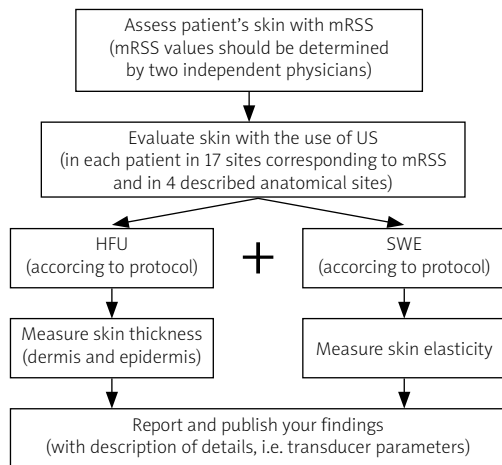 Assess patient's skin with mRSS
(mRSS values should be determined
by two independent physicians)
Evaluate skin with the use of US
(in each patient in 17 sites corresponding to mRSS
and in 4 described anatomical sites)
HFU
(accorcing to protocol)
+
SWE
(accorcing to protocol)
Measure skin thickness
(dermis and epidermis)
Measure skin elasticity
Report and publish your findings
(with description of details, i.e. transducer parameters)